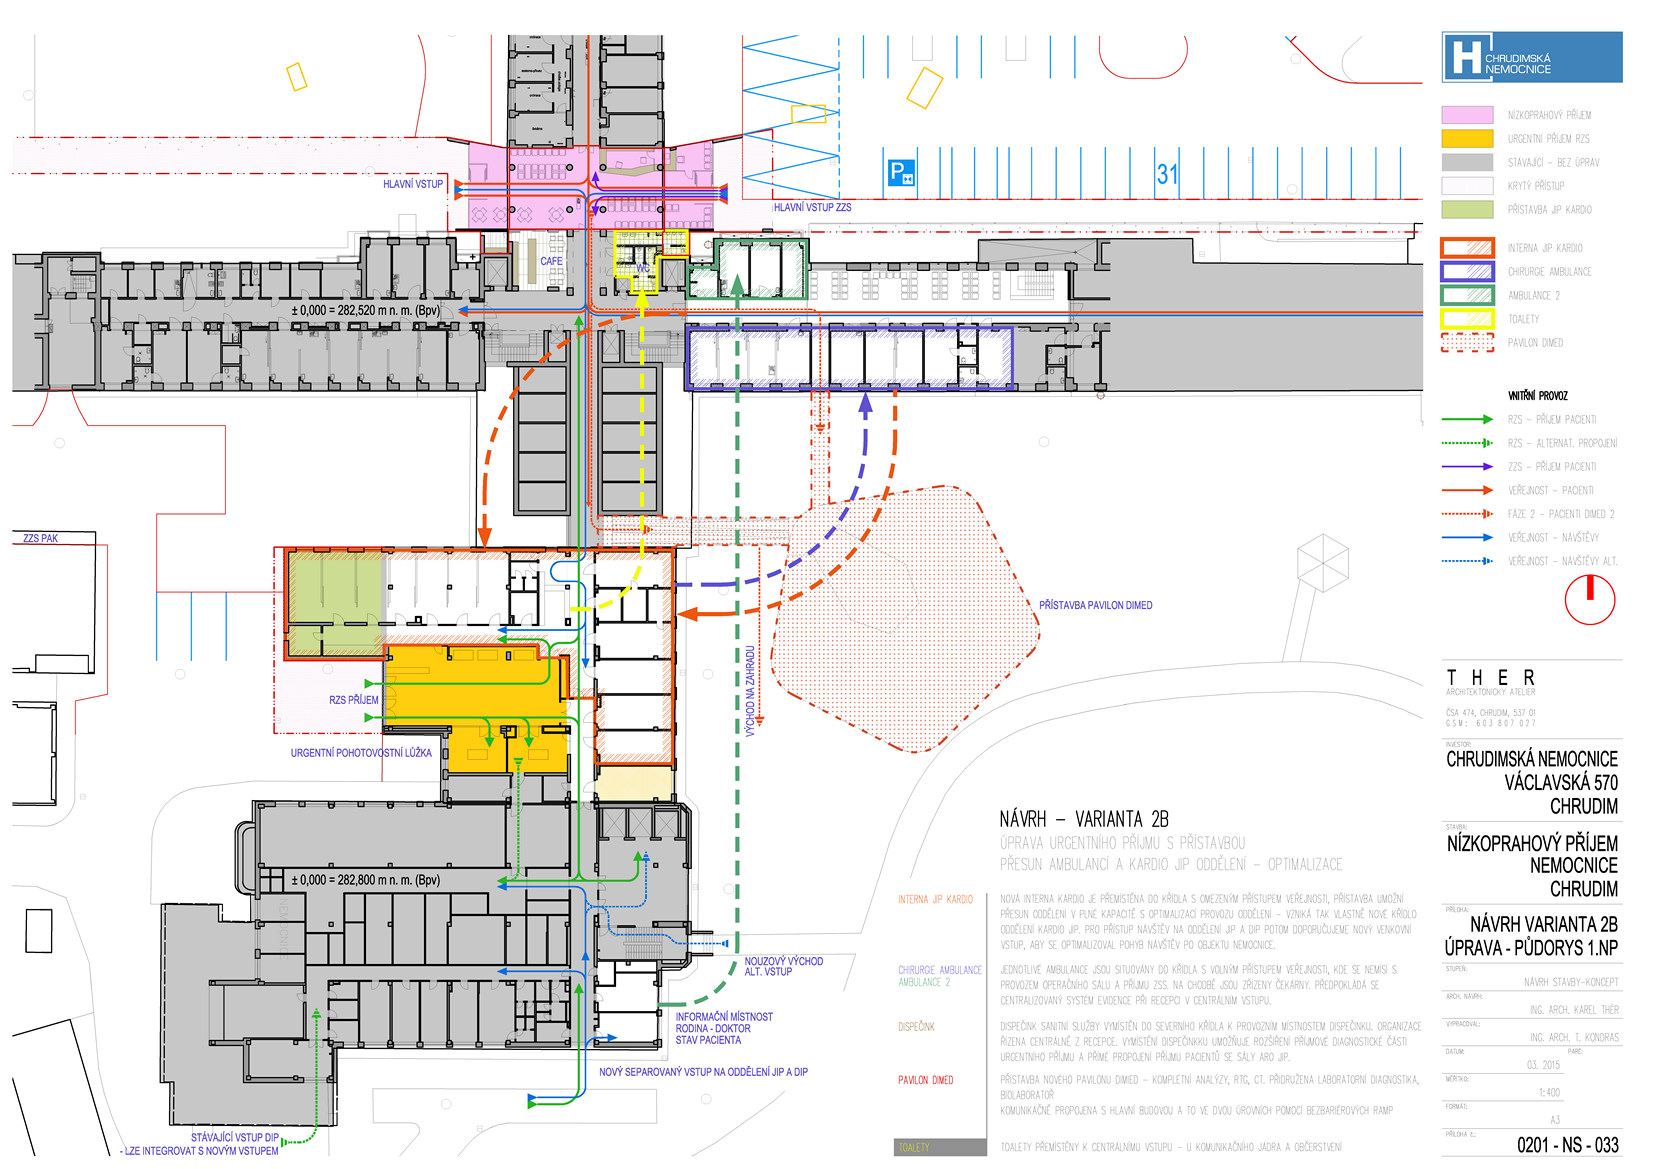 CHRUDIMSKÁ
NEMOCNICE
NÍZKOPRAHOVÝ PŘÍJEM
URGENTNÍ PŘÍJEM RZS
STÁVAJÍCÍ - BEZ ÚPRAV
KRYTÝ PŘÍSTUP
PŘÍSTAVBA JIP KARDIO
INTERNA JIP KARDIO
CHIRURGIE AMBULANCE
AMBULANCE 2
TOALETY
PAVILON DIMED
VNITŘNÍ PROVOZ
RZS - PŘÍJEM PACIENTI
RZS - ALTERNAT. PROPOJENÍ
ZZS - PŘÍJEM PACIENTI
VEŘEJNOST - PACIENTI
FÁZE 2 - PACIENTI DIMED 2
VEŘEJNOST - NÁVŠTĚVY
VEŘEJNOST - NÁVŠTĚVY ALT.
HLAVNÍ VSTUP
HLAVNÍ VSTUP ZZS
P
31
CAFE
WC
± 0,000 = 282,520 m n. m. (Bpv)
ZZS PAK
PŘÍSTAVBA PAVILON DIMED
VÝCHOD NA ZAHRADU
RZS PŘÍJEM
URGENTNÍ POHOTOVOSTNÍ LŮŽKA
± 0,000 = 282,800 m n. m. (Bpv)
NOUZOVÝ VÝCHOD
ALT. VSTUP
INFORMAČNÍ MÍSTNOST
RODINA - DOKTOR
STAV PACIENTA
NOVÝ SEPAROVANÝ VSTUP NA ODDĚLENÍ JIP A DIP
STÁVAJÍCÍ VSTUP DIP
- LZE INTEGROVAT S NOVÝM VSTUPEM
NÁVRH - VARIANTA 2B
ÚPRAVA URGENTNÍHO PŘÍJMU S PŘÍSTAVBOU
PŘESUN AMBULANCÍ A KARDIO JIP ODDĚLENÍ - OPTIMALIZACE
INTERNA JIP KARDIO
NOVÁ INTERNA KARDIO JE PŘEMÍSTĚNA DO KŘÍDLA S OMEZENÝM PŘÍSTUPEM VEŘEJNOSTI, PŘÍSTAVBA UMOŽNÍ
PŘESUN ODDĚLENÍ V PLNÉ KAPACITĚ S OPTIMALIZACÍ PROVOZU ODDĚLENÍ - VZNIKÁ TAK VLASTNĚ NOVÉ KŘÍDLO
ODDĚLENÍ KARDIO JIP. PRO PŘÍSTUP NÁVŠTĚV NA ODDĚLENÍ JIP A DIP POTOM DOPORUČUJEME NOVÝ VENKOVNÍ
VSTUP, ABY SE OPTIMALIZOVAL POHYB NÁVŠTĚV PO OBJEKTU NEMOCNICE.
CHIRURGIE AMBULANCE
AMBULANCE 2
JEDNOTLIVÉ AMBULANCE JSOU SITUOVÁNY DO KŘÍDLA S VOLNÝM PŘÍSTUPEM VEŘEJNOSTI, KDE SE NEMÍSÍ S
PROVOZEM OPERAČNÍHO SÁLU A PŘÍJMU ZSS. NA CHODBĚ JSOU ZŘÍZENY ČEKÁRNY. PŘEDPOKLÁDÁ SE
CENTRALIZOVANÝ SYSTÉM EVIDENCE PŘI RECEPCI V CENTRÁLNÍM VSTUPU.
DISPEČINK
DISPEČINK SANITNÍ SLUŽBY VYMÍSTĚN DO SEVERNÍHO KŘÍDLA K PROVOZNÍM MÍSTNOSTEM DISPEČINKU. ORGANIZACE
ŘÍZENA CENTRÁLNĚ Z RECEPCE. VYMÍSTĚNÍ DISPEČINKKU UMOŽŇUJE ROZŠÍŘENÍ PŘÍJMOVÉ DIAGNOSTICKÉ ČÁSTI
URGENTNÍHO PŘÍJMU A PŘÍMÉ PROPOJENÍ PŘÍJMU PACIENTŮ SE SÁLY ARO JIP.
PAVILON DIMED
PŘÍSTAVBA NOVÉHO PAVILONU DIMED - KOMPLETNÍ ANALÝZY, RTG, CT. PŘIDRUŽENA LABORATORNÍ DIAGNOSTIKA,
BIOLABORATOŘ
KOMUNIKAČNĚ PROPOJENA S HLAVNÍ BUDOVOU A TO VE DVOU ÚROVNÍCH POMOCÍ BEZBARIÉROVÝCH RAMP
TOALETY
TOALETY PŘEMÍSTĚNY K CENTRÁLNÍMU VSTUPU - U KOMUNIKAČNÍHO JÁDRA A OBČERSTVENÍ
THER
ARCHITEKTONICKÝ ATELIER
ČSA 474, CHRUDIM, 537 01
GSM: 603 807 027
INVESTOR:
CHRUDIMSKÁ NEMOCNICE
VÁCLAVSKÁ 570
CHRUDIM
STAVBA:
NÍZKOPRAHOVÝ PŘÍJEM
NEMOCNICE
CHRUDIM
PŘÍLOHA:
NÁVRH VARIANTA 2B
ÚPRAVA - PŮDORYS 1.NP
STUPEŇ:
NÁVRH STAVBY-KONCEPT
ARCH. NÁVRH:
ING. ARCH. KAREL THÉR
VYPRACOVAL:
ING. ARCH. T. KONDRAS
DATUM:
PARÉ:
03. 2015
MĚŘÍTKO:
1:400
FORMÁT:
A3
PŘÍLOHA Č.:
0201 - NS - 033